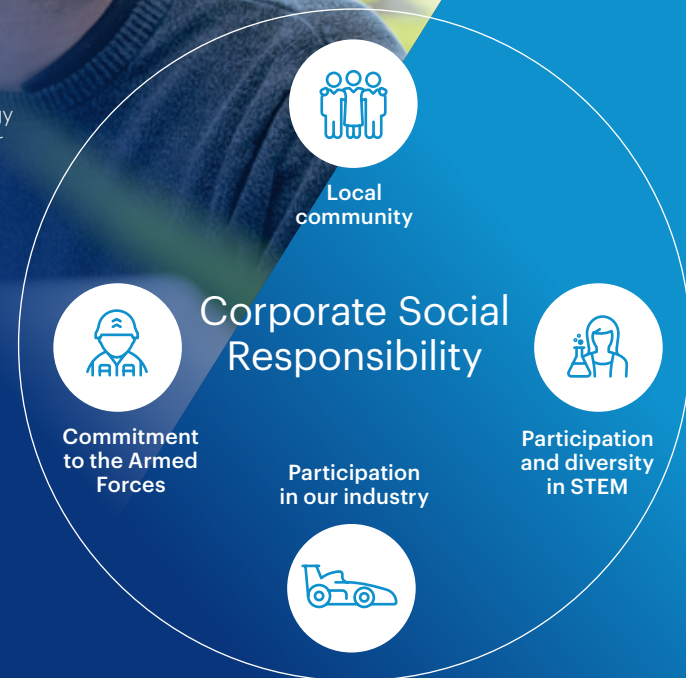 Local
community
Corporate Social
Responsibility
Commitment
to the Armed
Forces
Participation
and diversity
in STEM
Participation
in our industry